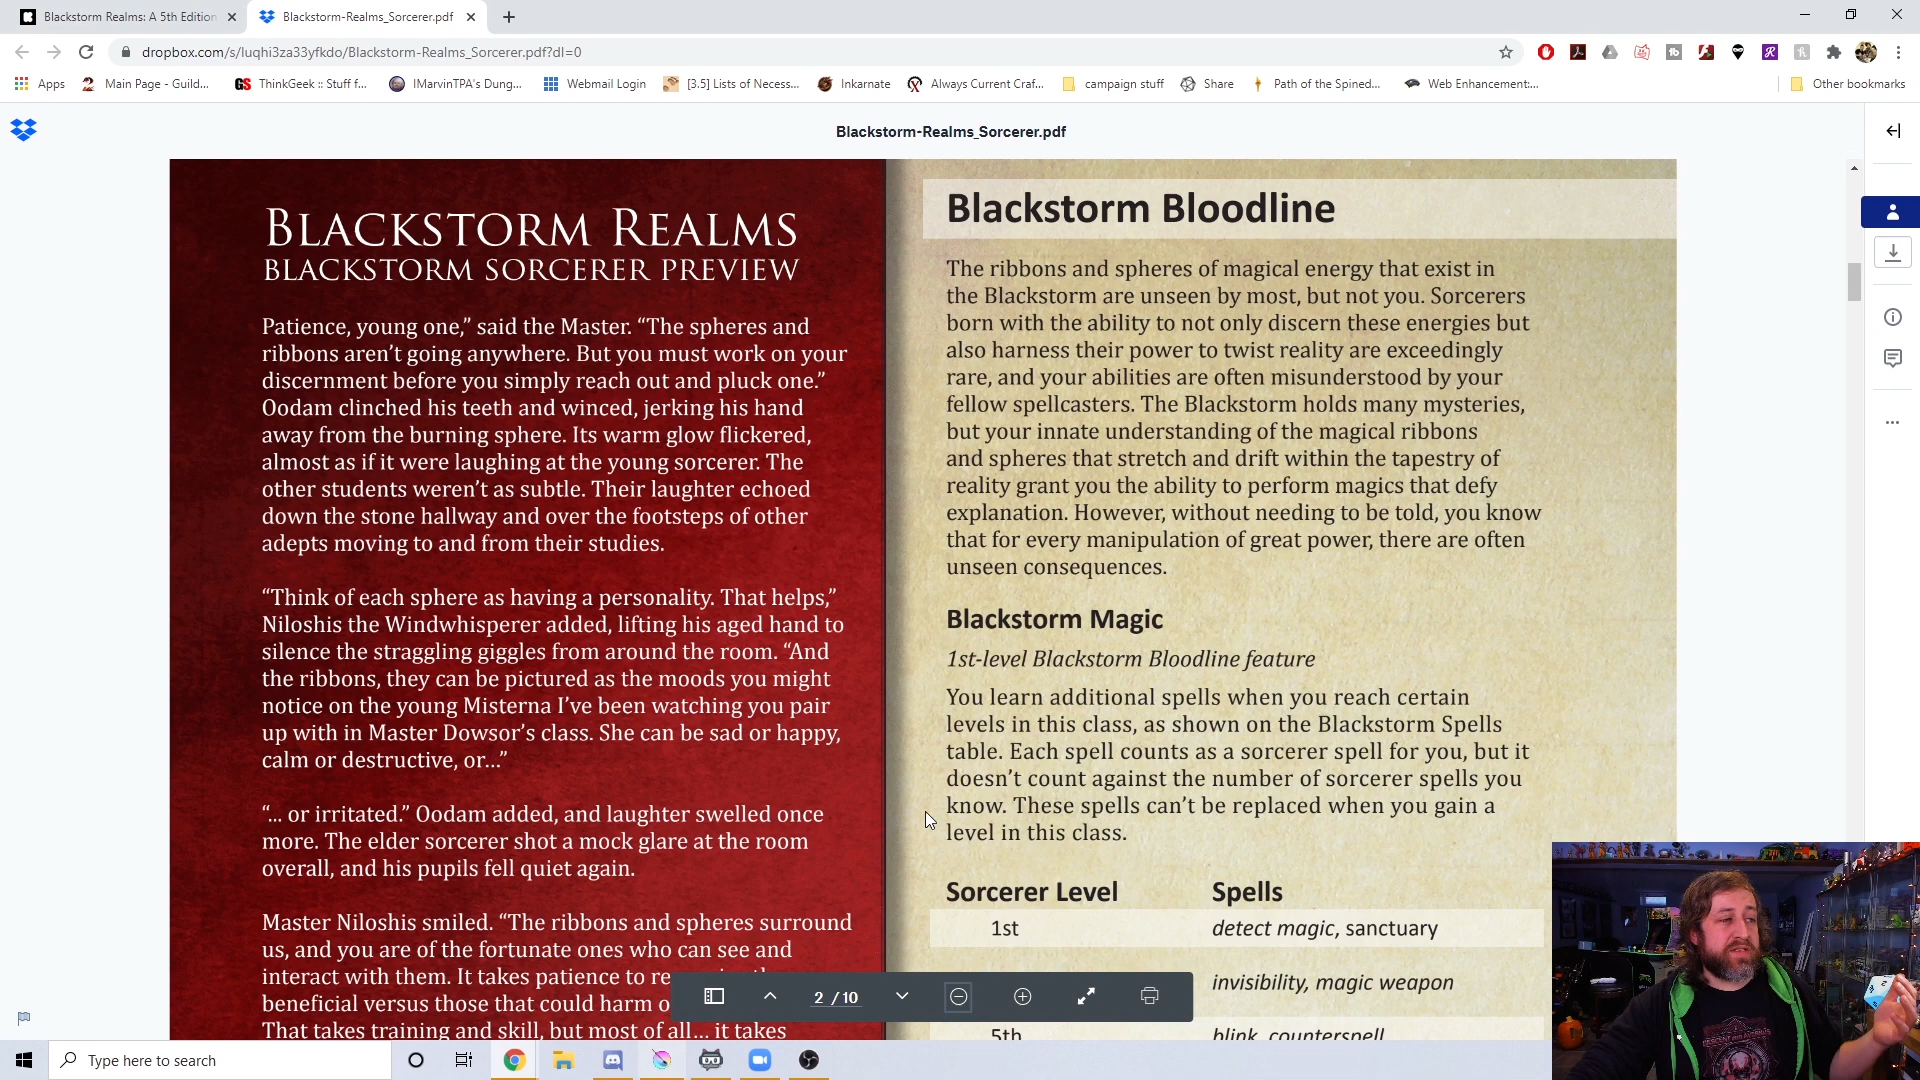 Blackstorm Realms: A 5th Edition
Blackstorm-Realms_Sorcerer.pdf
dropbox.com/s/luqhi3za33yfkdo/Blackstorm-Realms_Sorcerer.pdf?dl=0
Apps
Main Page - Guild...
ThinkGeek :: Stuff f...
IMarvinTPA's Dung...
Webmail Login
[3.5] Lists of Necess...
Inkarnate
Always Current Craf...
campaign stuff
Share
Path of the Spined...
Web Enhancement:...
Other bookmarks
Blackstorm-Realms_Sorcerer.pdf
BLACKSTORM REALMS
BLACKSTORM SORCERER PREVIEW
Patience, young one,” said the Master. “The spheres and
ribbons aren’t going anywhere. But you must work on your
discernment before you simply reach out and pluck one.”
Oodam clinched his teeth and winced, jerking his hand
away from the burning sphere. Its warm glow flickered,
almost as if it were laughing at the young sorcerer. The
other students weren’t as subtle. Their laughter echoed
down the stone hallway and over the footsteps of other
adepts moving to and from their studies.
“Think of each sphere as having a personality. That helps,”
Niloshis the Windwhisperer added, lifting his aged hand to
silence the straggling giggles from around the room. “And
the ribbons, they can be pictured as the moods you might
notice on the young Misterna I’ve been watching you pair
up with in Master Dowsor’s class. She can be sad or happy,
calm or destructive, or...”
“... or irritated.” Oodam added, and laughter swelled once
more. The elder sorcerer shot a mock glare at the room
overall, and his pupils fell quiet again.
Master Niloshis smiled. “The ribbons and spheres surround
us, and you are of the fortunate ones who can see and
interact with them. It takes patience to
beneficial versus those that could harm
That takes training and skill, but most of all... it takes
Blackstorm Bloodline
The ribbons and spheres of magical energy that exist in
the Blackstorm are unseen by most, but not you. Sorcerers
born with the ability to not only discern these energies but
also harness their power to twist reality are exceedingly
rare, and your abilities are often misunderstood by your
fellow spellcasters. The Blackstorm holds many mysteries,
but your innate understanding of the magical ribbons
and spheres that stretch and drift within the tapestry of
reality grant you the ability to perform magics that defy
explanation. However, without needing to be told, you know
that for every manipulation of great power, there are often
unseen consequences.
Blackstorm Magic
1st-level Blackstorm Bloodline feature
You learn additional spells when you reach certain
levels in this class, as shown on the Blackstorm Spells
table. Each spell counts as a sorcerer spell for you, but it
doesn’t count against the number of sorcerer spells you
know. These spells can’t be replaced when you gain a
level in this class.
Sorcerer Level Spells
1st detect magic, sanctuary
invisibility, magic weapon
5th blink, counterspell
2 / 10
Type here to search